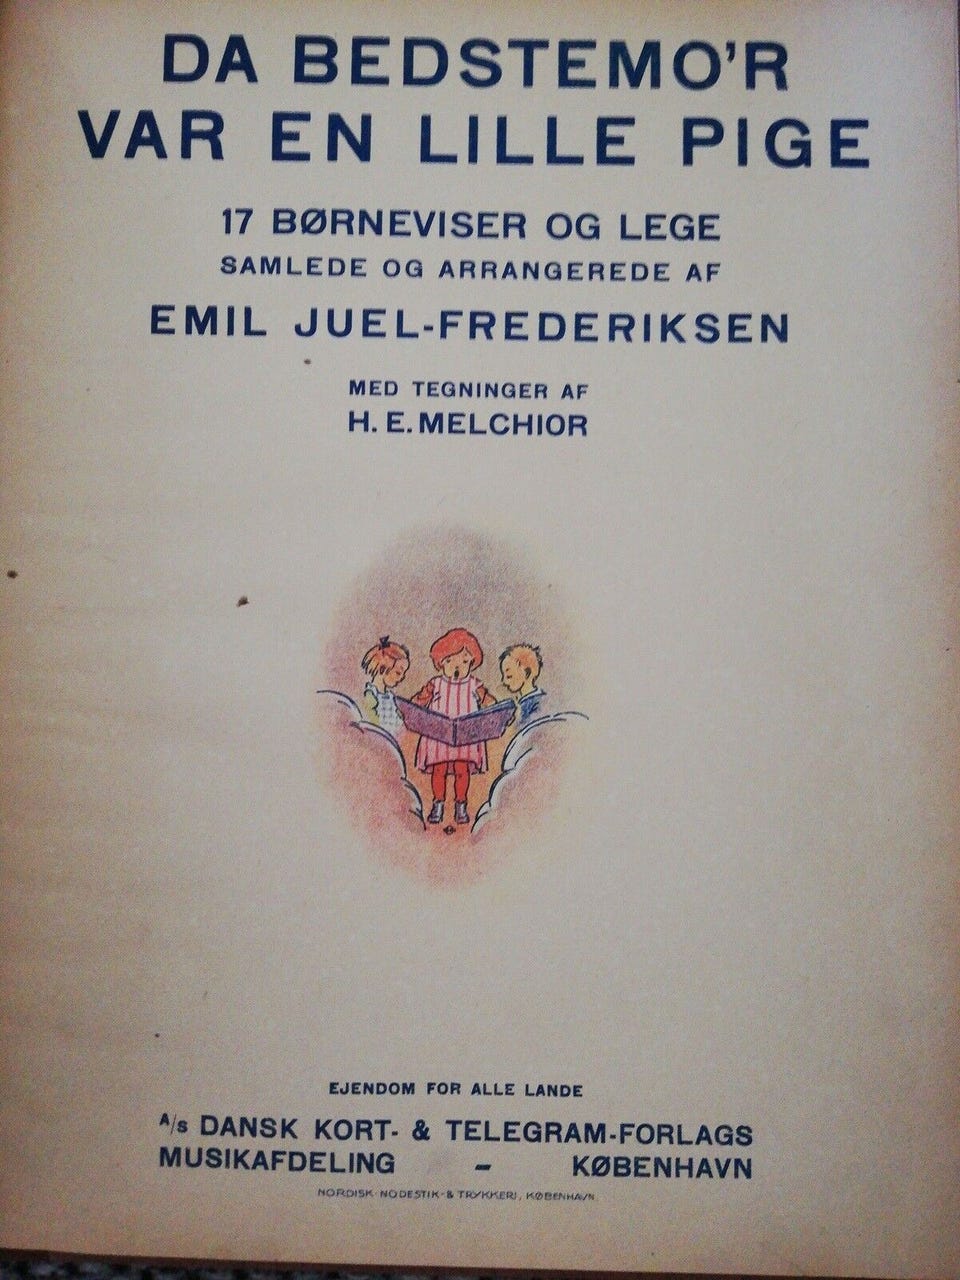 DA BEDSTEMO'R
VAR EN LILLE PIGE
17 BØRNEVISER OG LEGE
SAMLEDE OG ARRANGEREDE AF
EMIL JUEL-FREDERIKSEN
MED TEGNINGER AF
H. E. MELCHIOR
EJENDOM FOR ALLE LANDE
A/S DANSK KORT- & TELEGRAM-FORLAGS
MUSIKAFDELING - KØBENHAVN
NORDISK NODESTIK- & TRYKKERI, KØBENHAVN